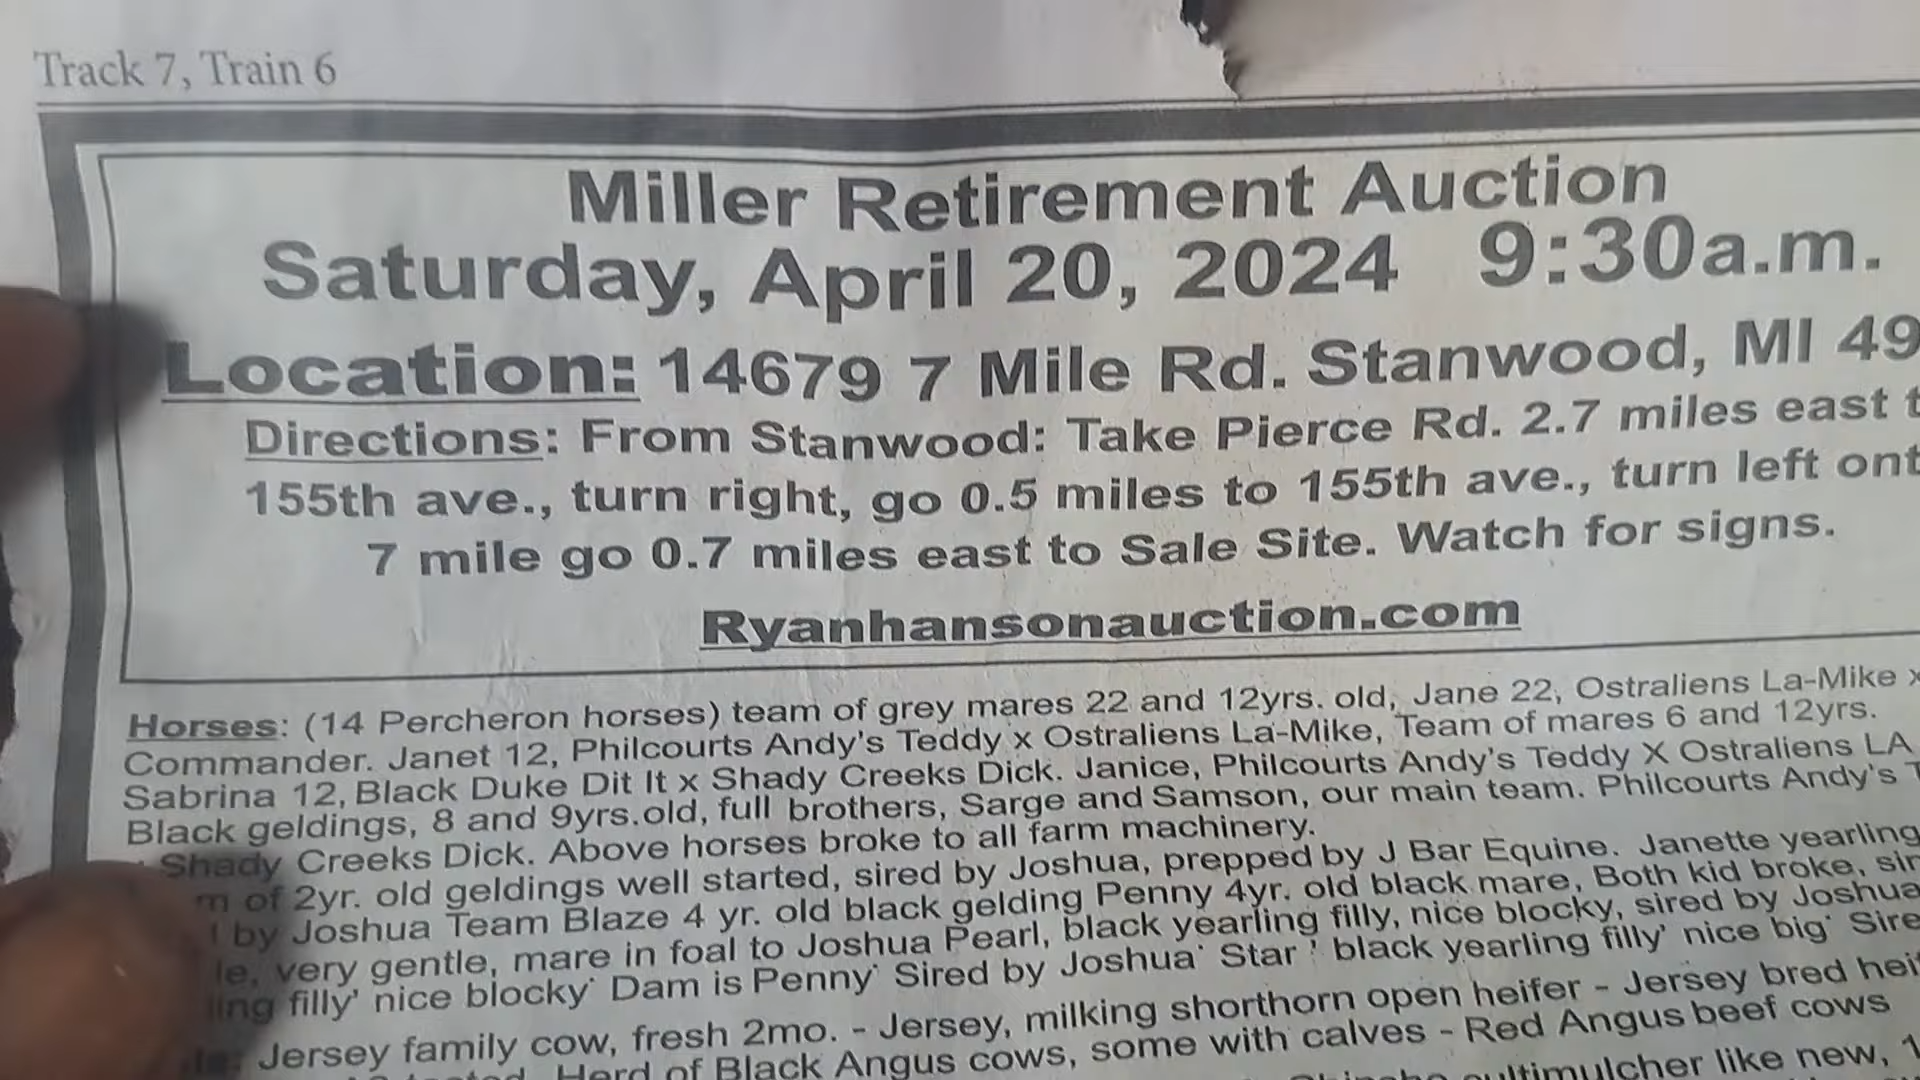 Track 7, Train 6
Miller Retirement Auction
Saturday, April 20, 2024 9:30a.m.
Location: 14679 7 Mile Rd. Stanwood, MI 49
Directions: From Stanwood: Take Pierce Rd. 2.7 miles east t
155th ave., turn right, go 0.5 miles to 155th ave., turn left ont
7 mile go 0.7 miles east to Sale Site. Watch for signs.
Ryanhansonauction.com
Horses: (14 Percheron horses) team of grey mares 22 and 12yrs. old, Jane 22, Ostraliens La-Mike x
Commander. Janet 12, Philcourts Andy's Teddy x Ostraliens La-Mike, Team of mares 6 and 12yrs.
Sabrina 12, Black Duke Dit It x Shady Creeks Dick. Janice, Philcourts Andy's Teddy X Ostraliens LA
Black geldings, 8 and 9yrs.old, full brothers, Sarge and Samson, our main team. Philcourts Andy's T
Shady Creeks Dick. Above horses broke to all farm machinery.
m of 2yr. old geldings well started, sired by Joshua, prepped by J Bar Equine. Janette yearling
by Joshua Team Blaze 4 yr. old black gelding Penny 4yr. old black mare, Both kid broke, sir
le, very gentle, mare in foal to Joshua Pearl, black yearling filly, nice blocky, sired by Joshua
ling filly' nice blocky' Dam is Penny' Sired by Joshua' Star ' black yearling filly' nice big' Sire
Jersey family cow, fresh 2mo. - Jersey, milking shorthorn open heifer - Jersey bred heif
Herd of Black Angus cows, some with calves - Red Angus beef cows
cultimulcher like new, 1